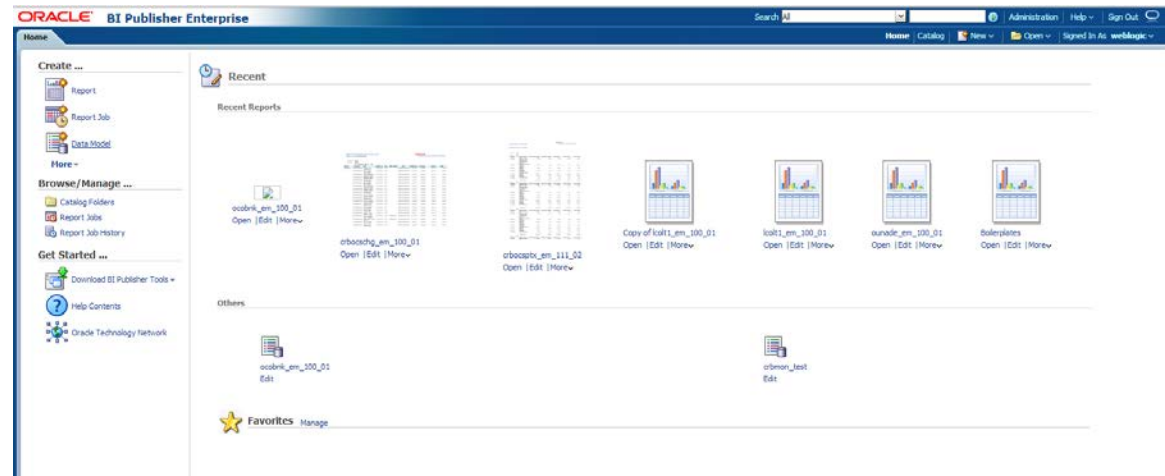 ORACLE BI Publisher Enterprise
Search All
Administration Help Sign Out
Home
Home Catalog New Open Signed In As weblogic
Create ...
Report
Report Job
Data Model
More
Browse/Manage ...
Catalog Folders
Report Jobs
Report Job History
Get Started ...
Download BI Publisher Tools
Help Contents
Oracle Technology Network
Recent
Recent Reports
ocobnk_em_100_01
Open |Edit |More
crbocschg_em_100_01
Open |Edit |More
crbocsptx_em_111_02
Open |Edit |More
Copy of lcolt1_em_100_01
Open |Edit |More
lcolt1_em_100_01
Open |Edit |More
ounade_em_100_01
Open |Edit |More
Boilerplates
Open |Edit |More
Others
ocobnk_em_100_01
Edit
crbmon_test
Edit
Favorites Manage